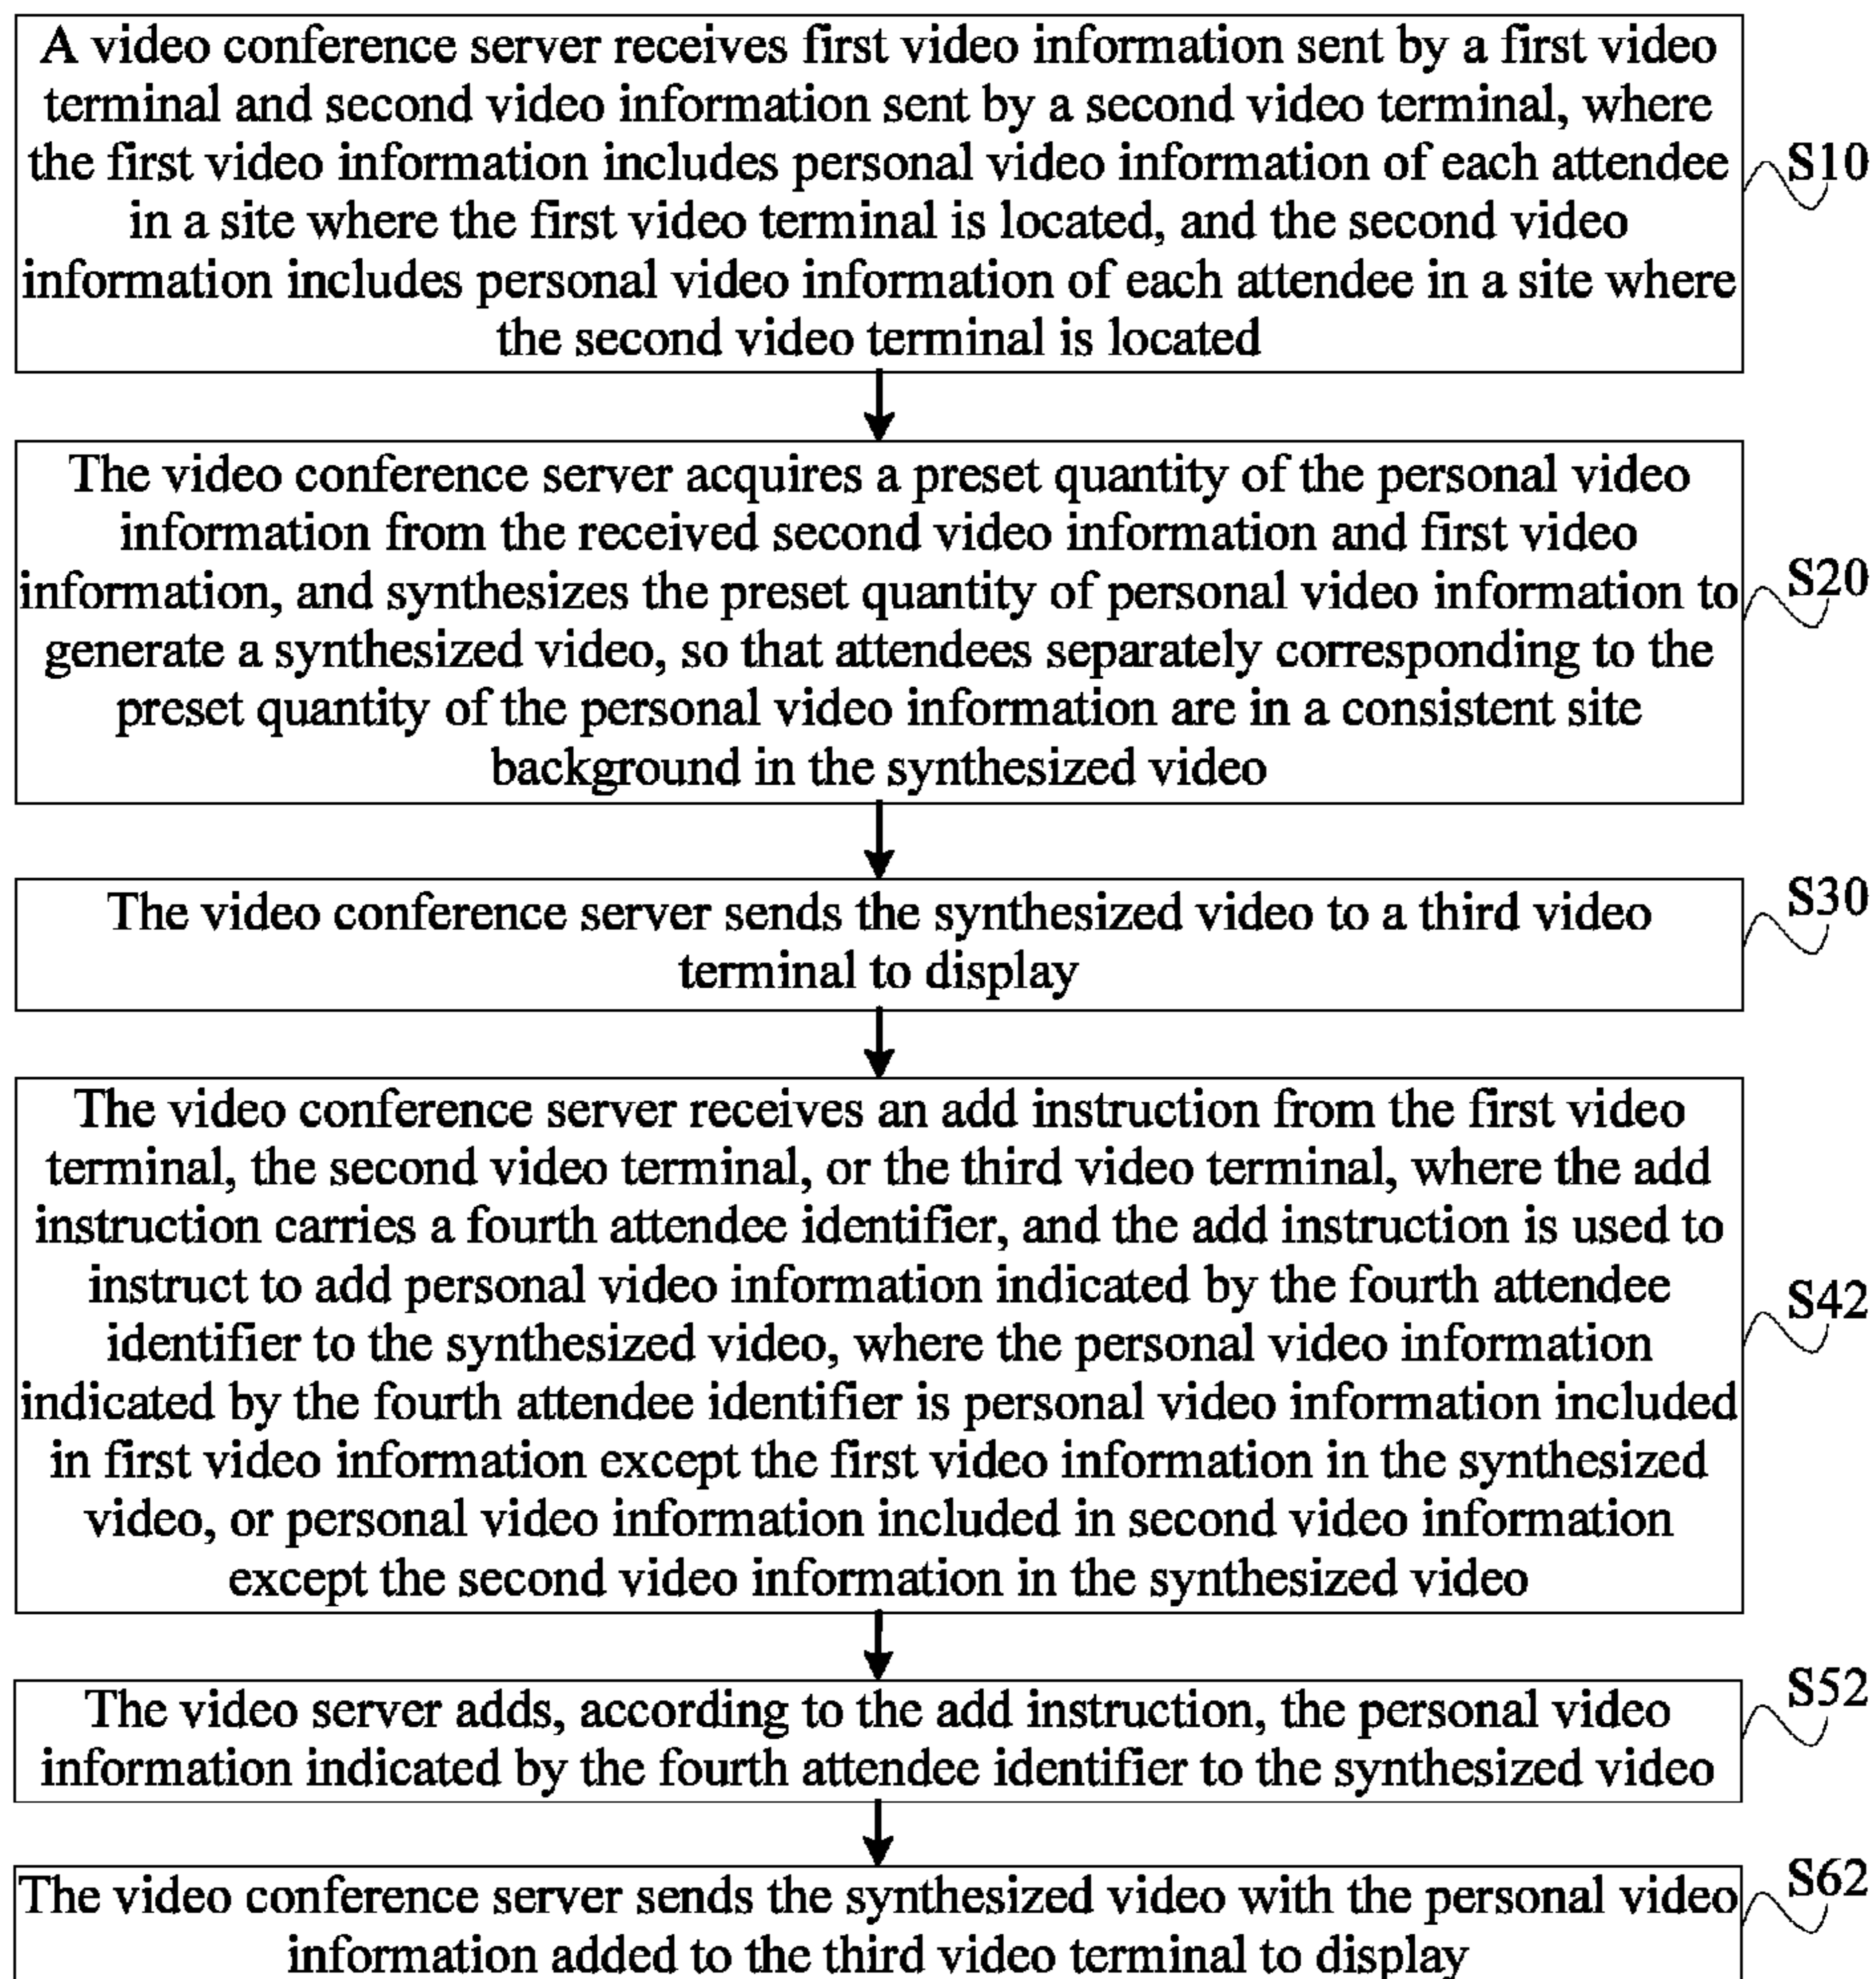 A video conference server receives first video information sent by a first video
terminal and second video information sent by a second video terminal, where
the first video information includes personal video information of each attendee
in a site where the first video terminal is located, and the second video
information includes personal video information of each attendee in a site where
the second video terminal is located
S10
The video conference server acquires a preset quantity of the personal video
information from the received second video information and first video
information, and synthesizes the preset quantity of personal video information to
generate a synthesized video, so that attendees separately corresponding to the
preset quantity of the personal video information are in a consistent site
background in the synthesized video
S20
The video conference server sends the synthesized video to a third video
terminal to display
S30
The video conference server receives an add instruction from the first video
terminal, the second video terminal, or the third video terminal, where the add
instruction carries a fourth attendee identifier, and the add instruction is used to
instruct to add personal video information indicated by the fourth attendee
identifier to the synthesized video, where the personal video information
indicated by the fourth attendee identifier is personal video information included
in first video information except the first video information in the synthesized
video, or personal video information included in second video information
except the second video information in the synthesized video
S42
The video server adds, according to the add instruction, the personal video
information indicated by the fourth attendee identifier to the synthesized video
S52
The video conference server sends the synthesized video with the personal video
information added to the third video terminal to display
S62